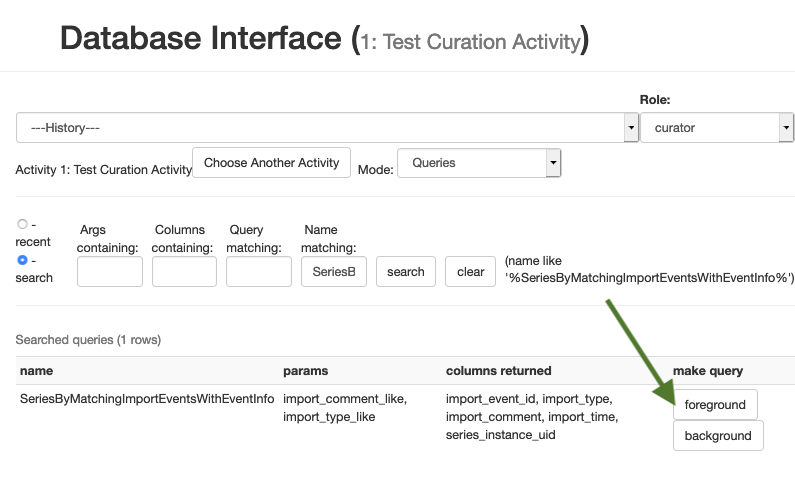 Database Interface (1: Test Curation Activity)
Role:
---History---
curator
Activity 1: Test Curation Activity
Choose Another Activity
Mode:
Queries
- recent
- search
Args containing:
Columns containing:
Query matching:
Name matching:
SeriesB
search
clear
(name like
'%SeriesByMatchingImportEventsWithEventInfo%')
Searched queries (1 rows)
name params columns returned make query
SeriesByMatchingImportEventsWithEventInfo
import_comment_like,
import_type_like
import_event_id, import_type,
import_comment, import_time,
series_instance_uid
foreground
background